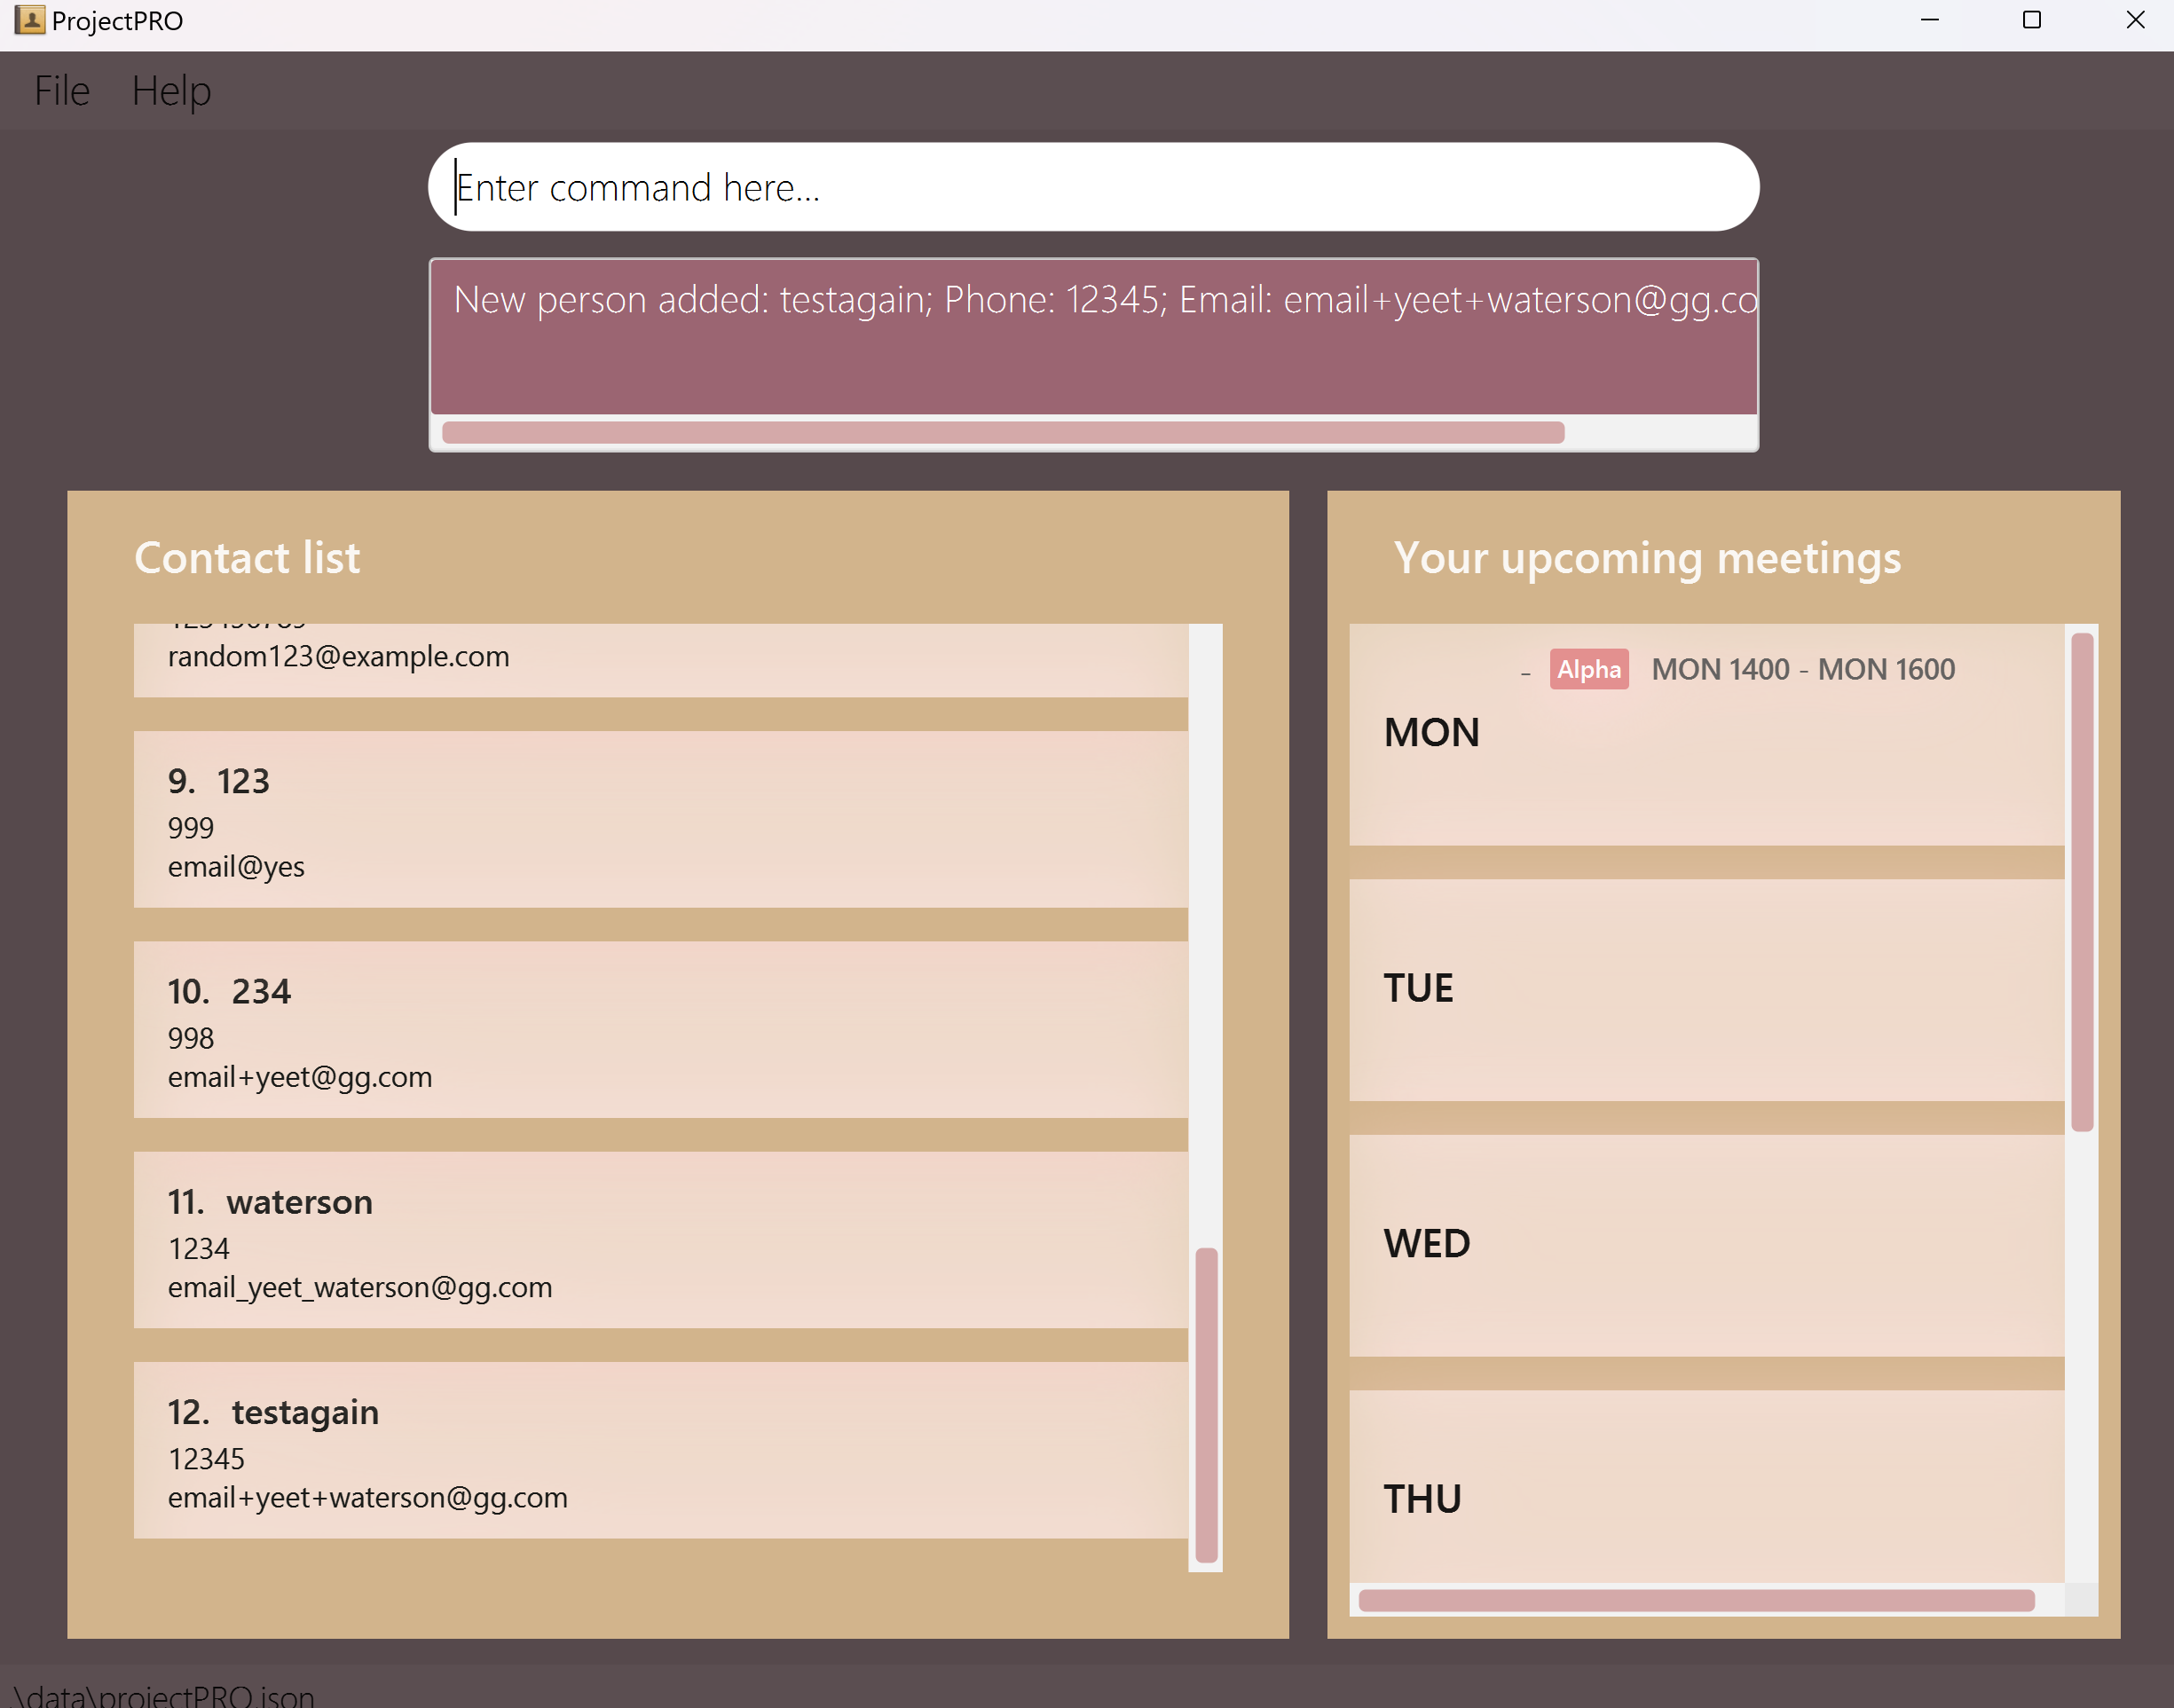 ProjectPRO
File Help
Enter command here...
New person added: testagain; Phone: 12345; Email: email+yeet+waterson@gg.co
Contact list
random123@example.com
9. 123
999
email@yes
10. 234
998
email+yeet@gg.com
11. waterson
1234
email_yeet_waterson@gg.com
12. testagain
12345
email+yeet+waterson@gg.com
Your upcoming meetings
- Alpha MON 1400 - MON 1600
MON
TUE
WED
THU
.\data\projectPRO.json